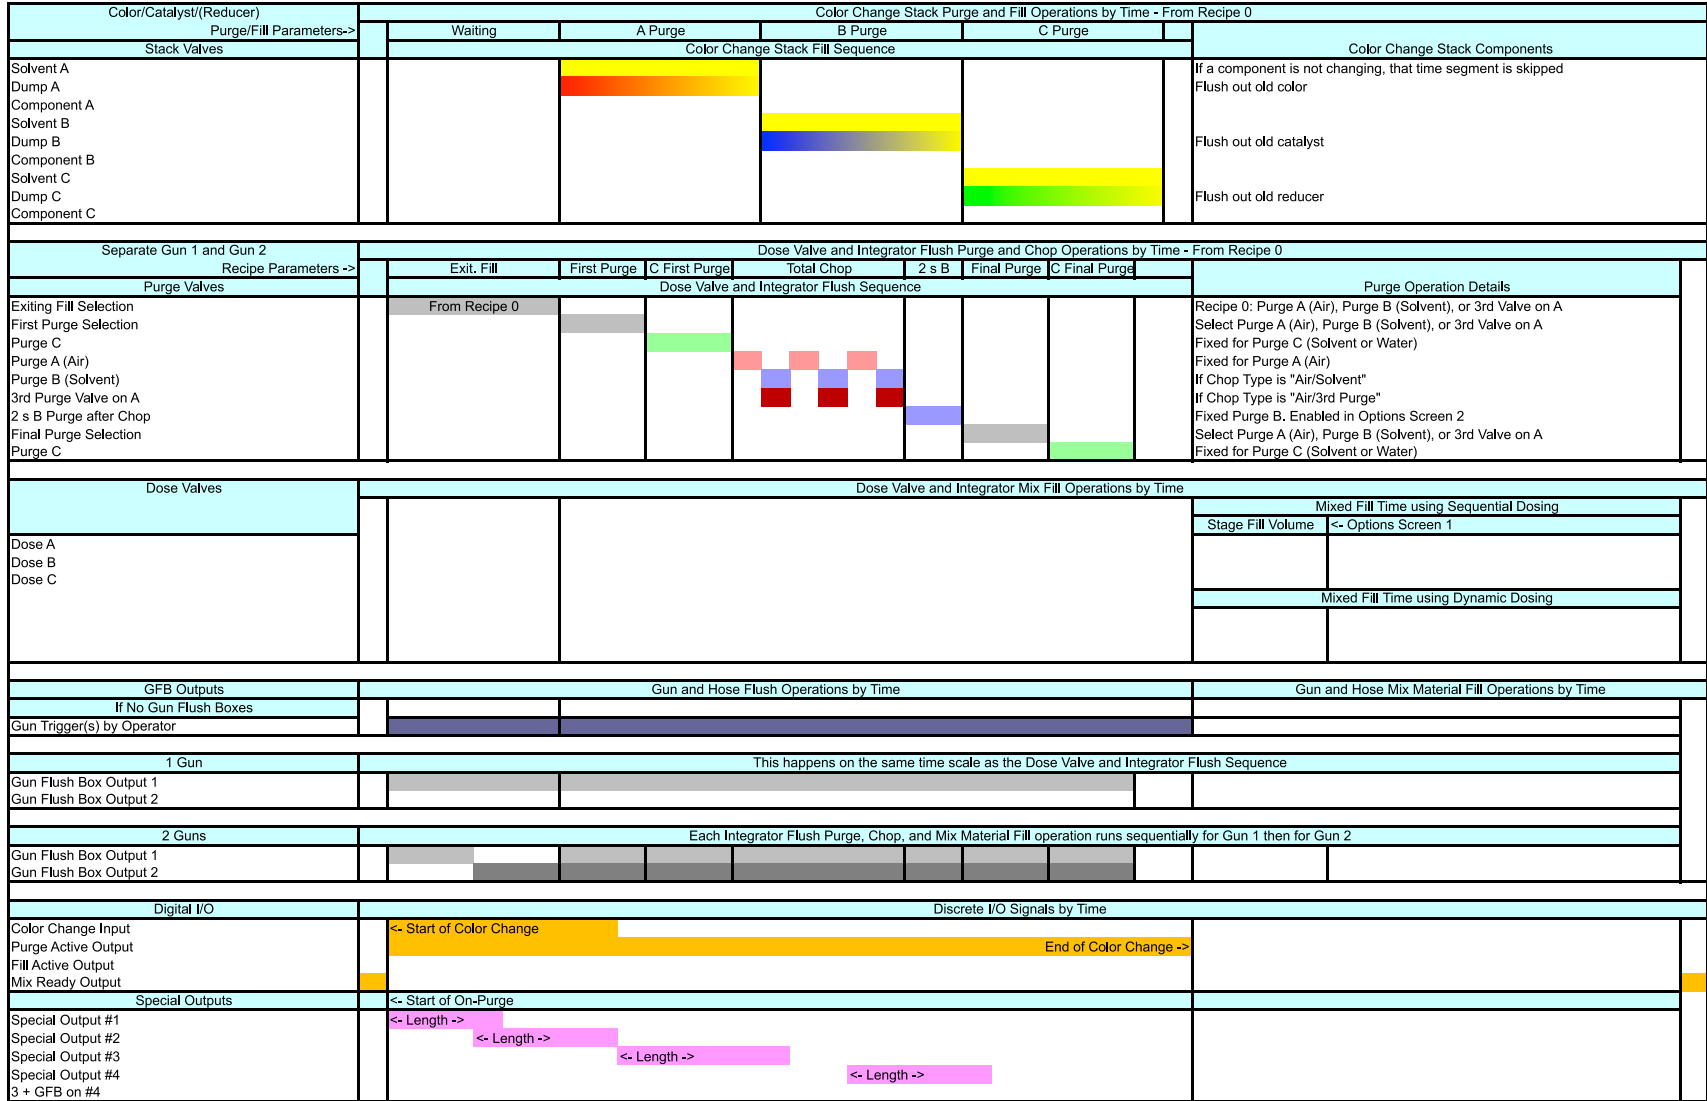 Color/Catalyst/(Reducer)
Color Change Stack Purge and Fill Operations by Time - From Recipe 0
Purge/Fill Parameters->
Waiting
A Purge
B Purge
C Purge
Stack Valves
Color Change Stack Fill Sequence
Color Change Stack Components
Solvent A
If a component is not changing, that time segment is skipped
Dump A
Flush out old color
Component A
Solvent B
Dump B
Flush out old catalyst
Component B
Solvent C
Dump C
Flush out old reducer
Component C
Separate Gun 1 and Gun 2
Dose Valve and Integrator Flush Purge and Chop Operations by Time - From Recipe 0
Recipe Parameters ->
Exit. Fill
First Purge
C First Purge
Total Chop
2 s B
Final Purge
C Final Purge
Purge Valves
Dose Valve and Integrator Flush Sequence
Purge Operation Details
Exiting Fill Selection
From Recipe 0
Recipe 0: Purge A (Air), Purge B (Solvent), or 3rd Valve on A
First Purge Selection
Select Purge A (Air), Purge B (Solvent), or 3rd Valve on A
Purge C
Fixed for Purge C (Solvent or Water)
Purge A (Air)
Fixed for Purge A (Air)
Purge B (Solvent)
If Chop Type is "Air/Solvent"
3rd Purge Valve on A
If Chop Type is "Air/3rd Purge"
2 s B Purge after Chop
Fixed Purge B. Enabled in Options Screen 2
Final Purge Selection
Select Purge A (Air), Purge B (Solvent), or 3rd Valve on A
Purge C
Fixed for Purge C (Solvent or Water)
Dose Valves
Dose Valve and Integrator Mix Fill Operations by Time
Mixed Fill Time using Sequential Dosing
Stage Fill Volume
<- Options Screen 1
Dose A
Dose B
Dose C
Mixed Fill Time using Dynamic Dosing
GFB Outputs
Gun and Hose Flush Operations by Time
Gun and Hose Mix Material Fill Operations by Time
If No Gun Flush Boxes
Gun Trigger(s) by Operator
1 Gun
This happens on the same time scale as the Dose Valve and Integrator Flush Sequence
Gun Flush Box Output 1
Gun Flush Box Output 2
2 Guns
Each Integrator Flush Purge, Chop, and Mix Material Fill operation runs sequentially for Gun 1 then for Gun 2
Gun Flush Box Output 1
Gun Flush Box Output 2
Digital I/O
Discrete I/O Signals by Time
Color Change Input
<- Start of Color Change
Purge Active Output
End of Color Change ->
Fill Active Output
Mix Ready Output
Special Outputs
<- Start of On-Purge
Special Output #1
<- Length ->
Special Output #2
<- Length ->
Special Output #3
<- Length ->
Special Output #4
<- Length ->
3 + GFB on #4